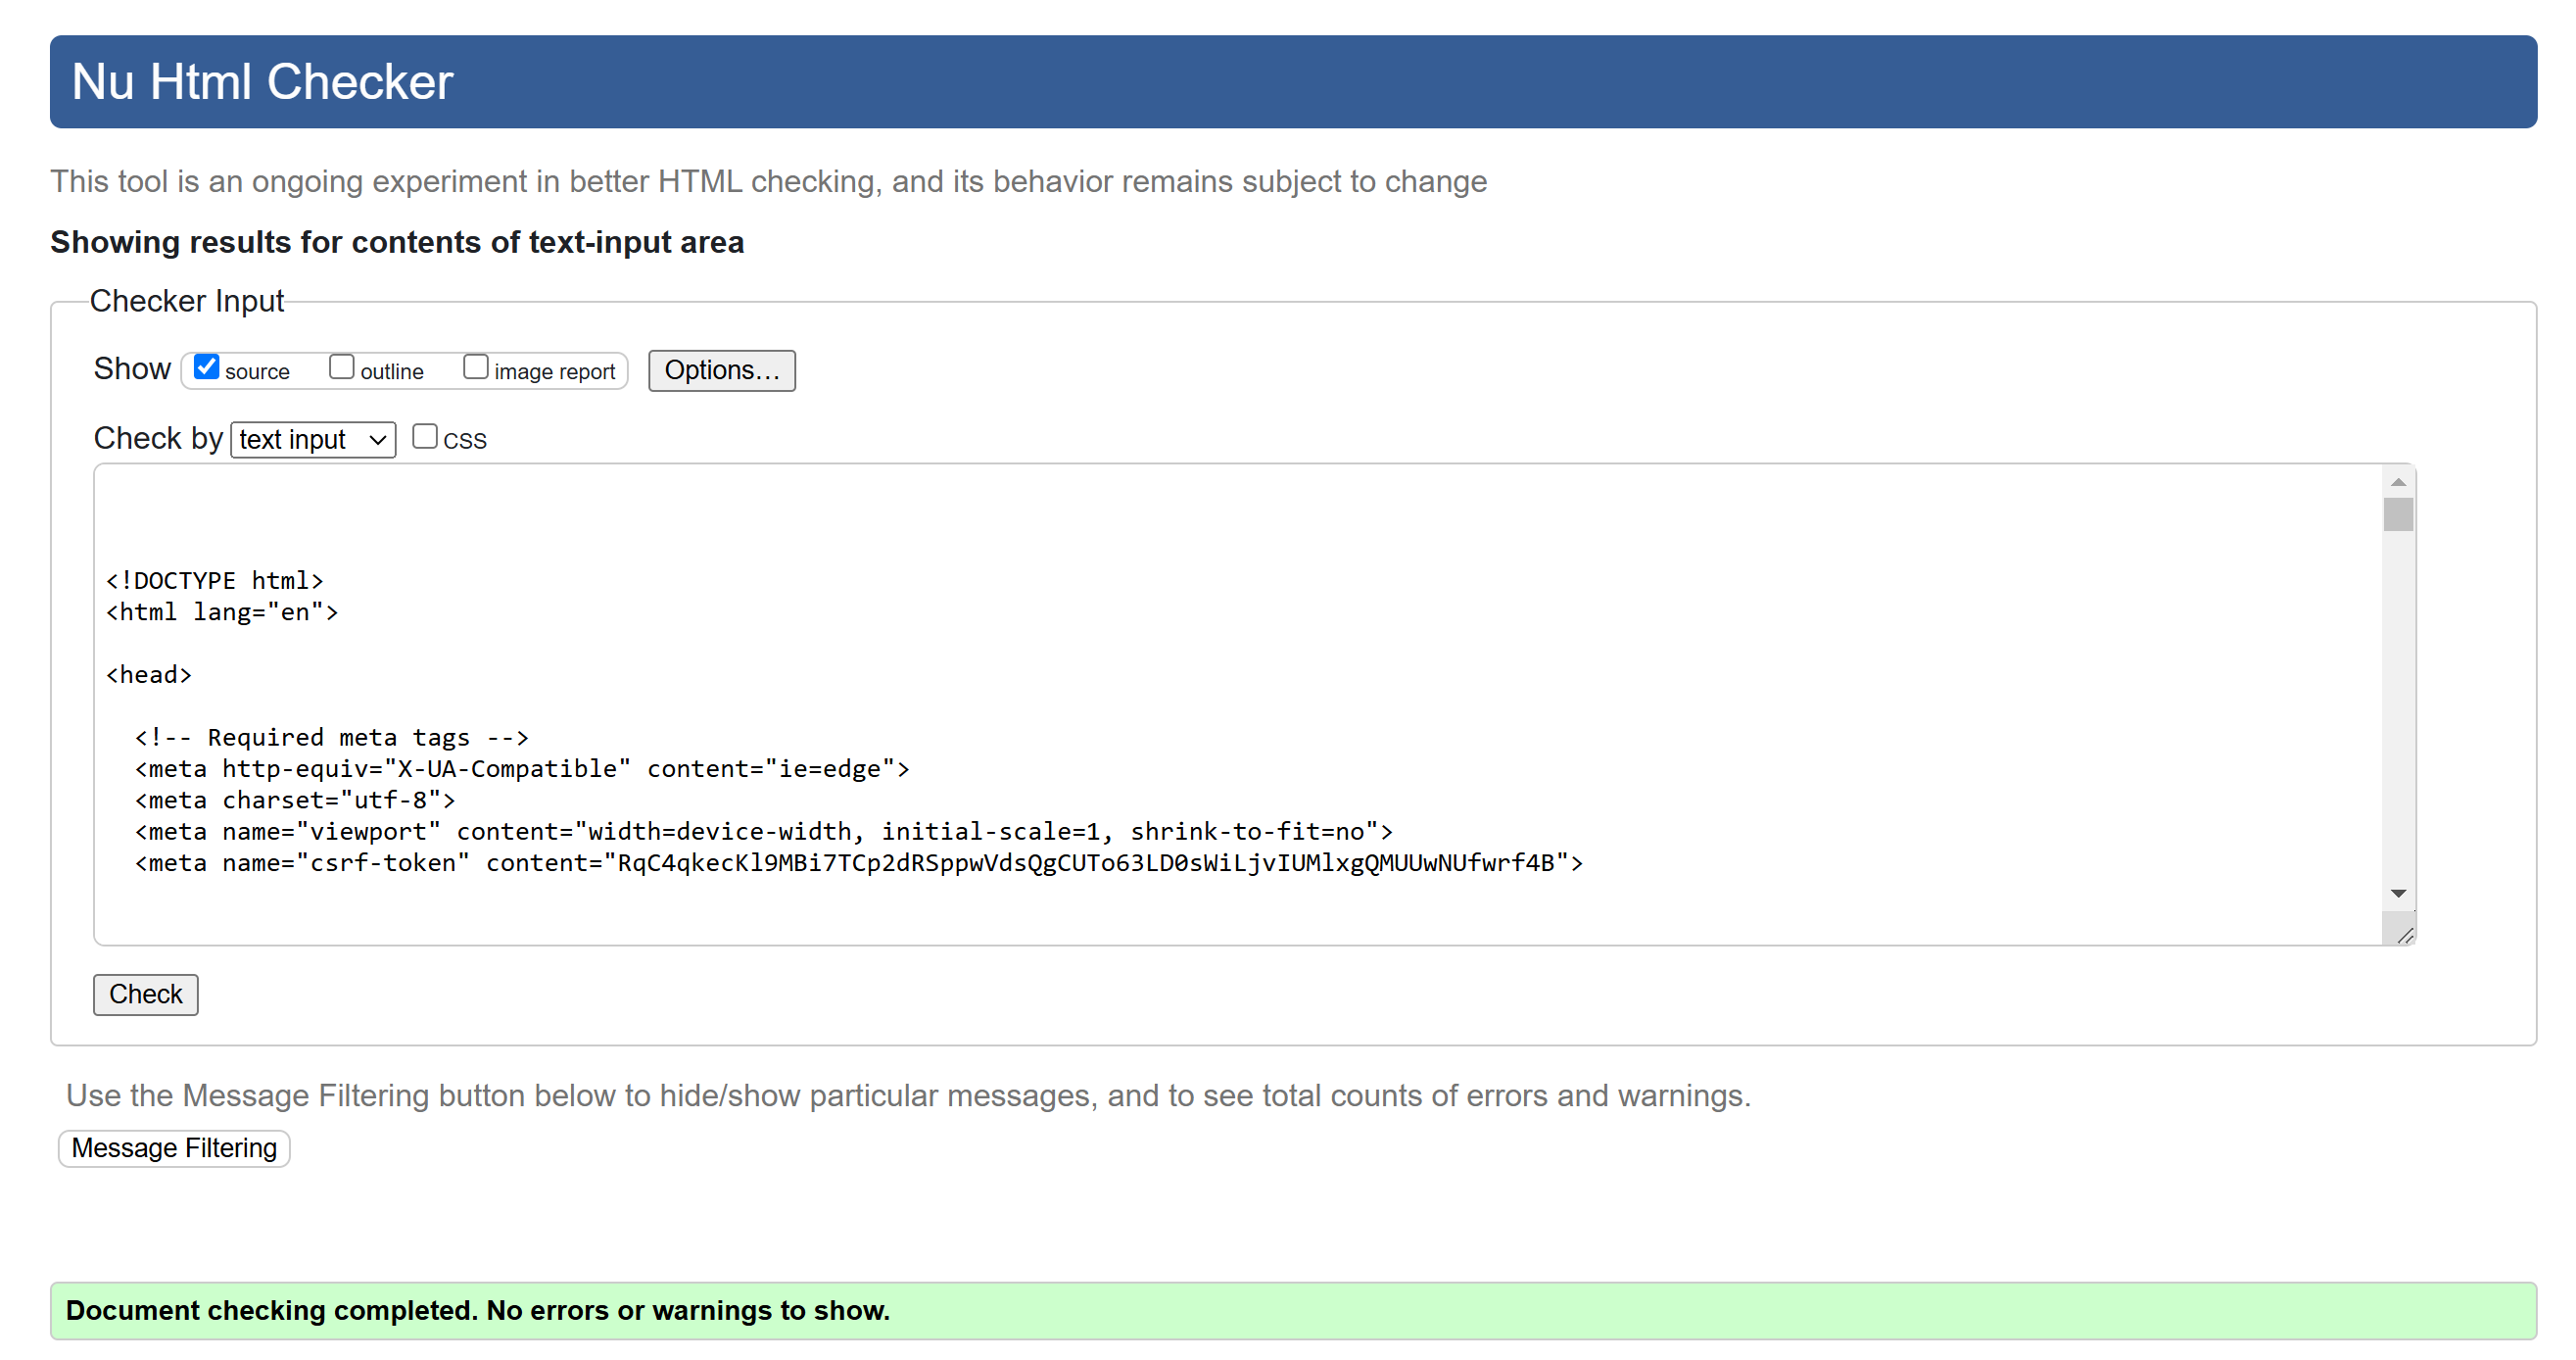 Nu Html Checker
This tool is an ongoing experiment in better HTML checking, and its behavior remains subject to change
Showing results for contents of text-input area
Checker Input
Show source outline image report Options…
Check by text input CSS
<!DOCTYPE html>
<html lang="en">
<head>
<!-- Required meta tags -->
<meta http-equiv="X-UA-Compatible" content="ie=edge">
<meta charset="utf-8">
<meta name="viewport" content="width=device-width, initial-scale=1, shrink-to-fit=no">
<meta name="csrf-token" content="RqC4qkecKl9MBi7TCp2dRSppwVdsQgCUTo63LD0sWiLjvIUMlxgQMUUwNUfwrf4B">
Check
Use the Message Filtering button below to hide/show particular messages, and to see total counts of errors and warnings.
Message Filtering
Document checking completed. No errors or warnings to show.